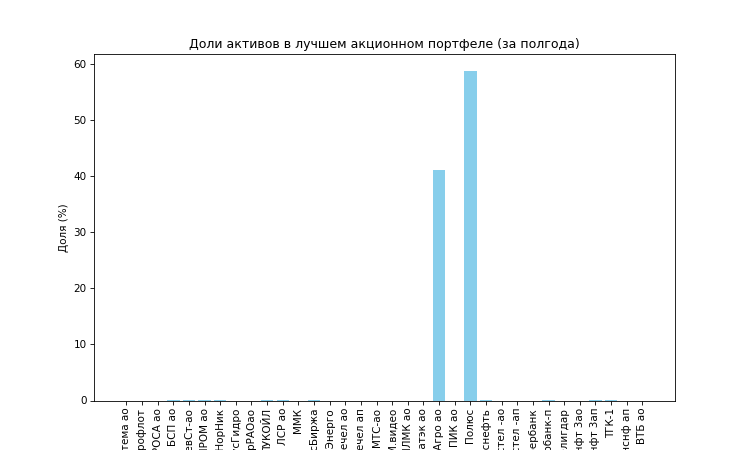 Доли активов в лучшем акционном портфеле (за полгода)
Доля (%)
60
50
40
30
20
10
0
тема ао
рофлот
РОСА ао
БСП ао
евСт-ао
ПРОМ ао
НорНик
сГидро
рРАОао
ЛУКОЙЛ
ЛСР ао
ММК
сБиржа
Энерго
ечел ао
ечел ап
МТС-ао
М.видео
ЛМК ао
атэк ао
Агро ао
ПИК ао
Полюс
снефть
стел -ао
стел -ап
ербанк
рбанк-п
лигдар
нфт 3ао
нфт 3ап
ТГК-1
нснф ап
ВТБ ао